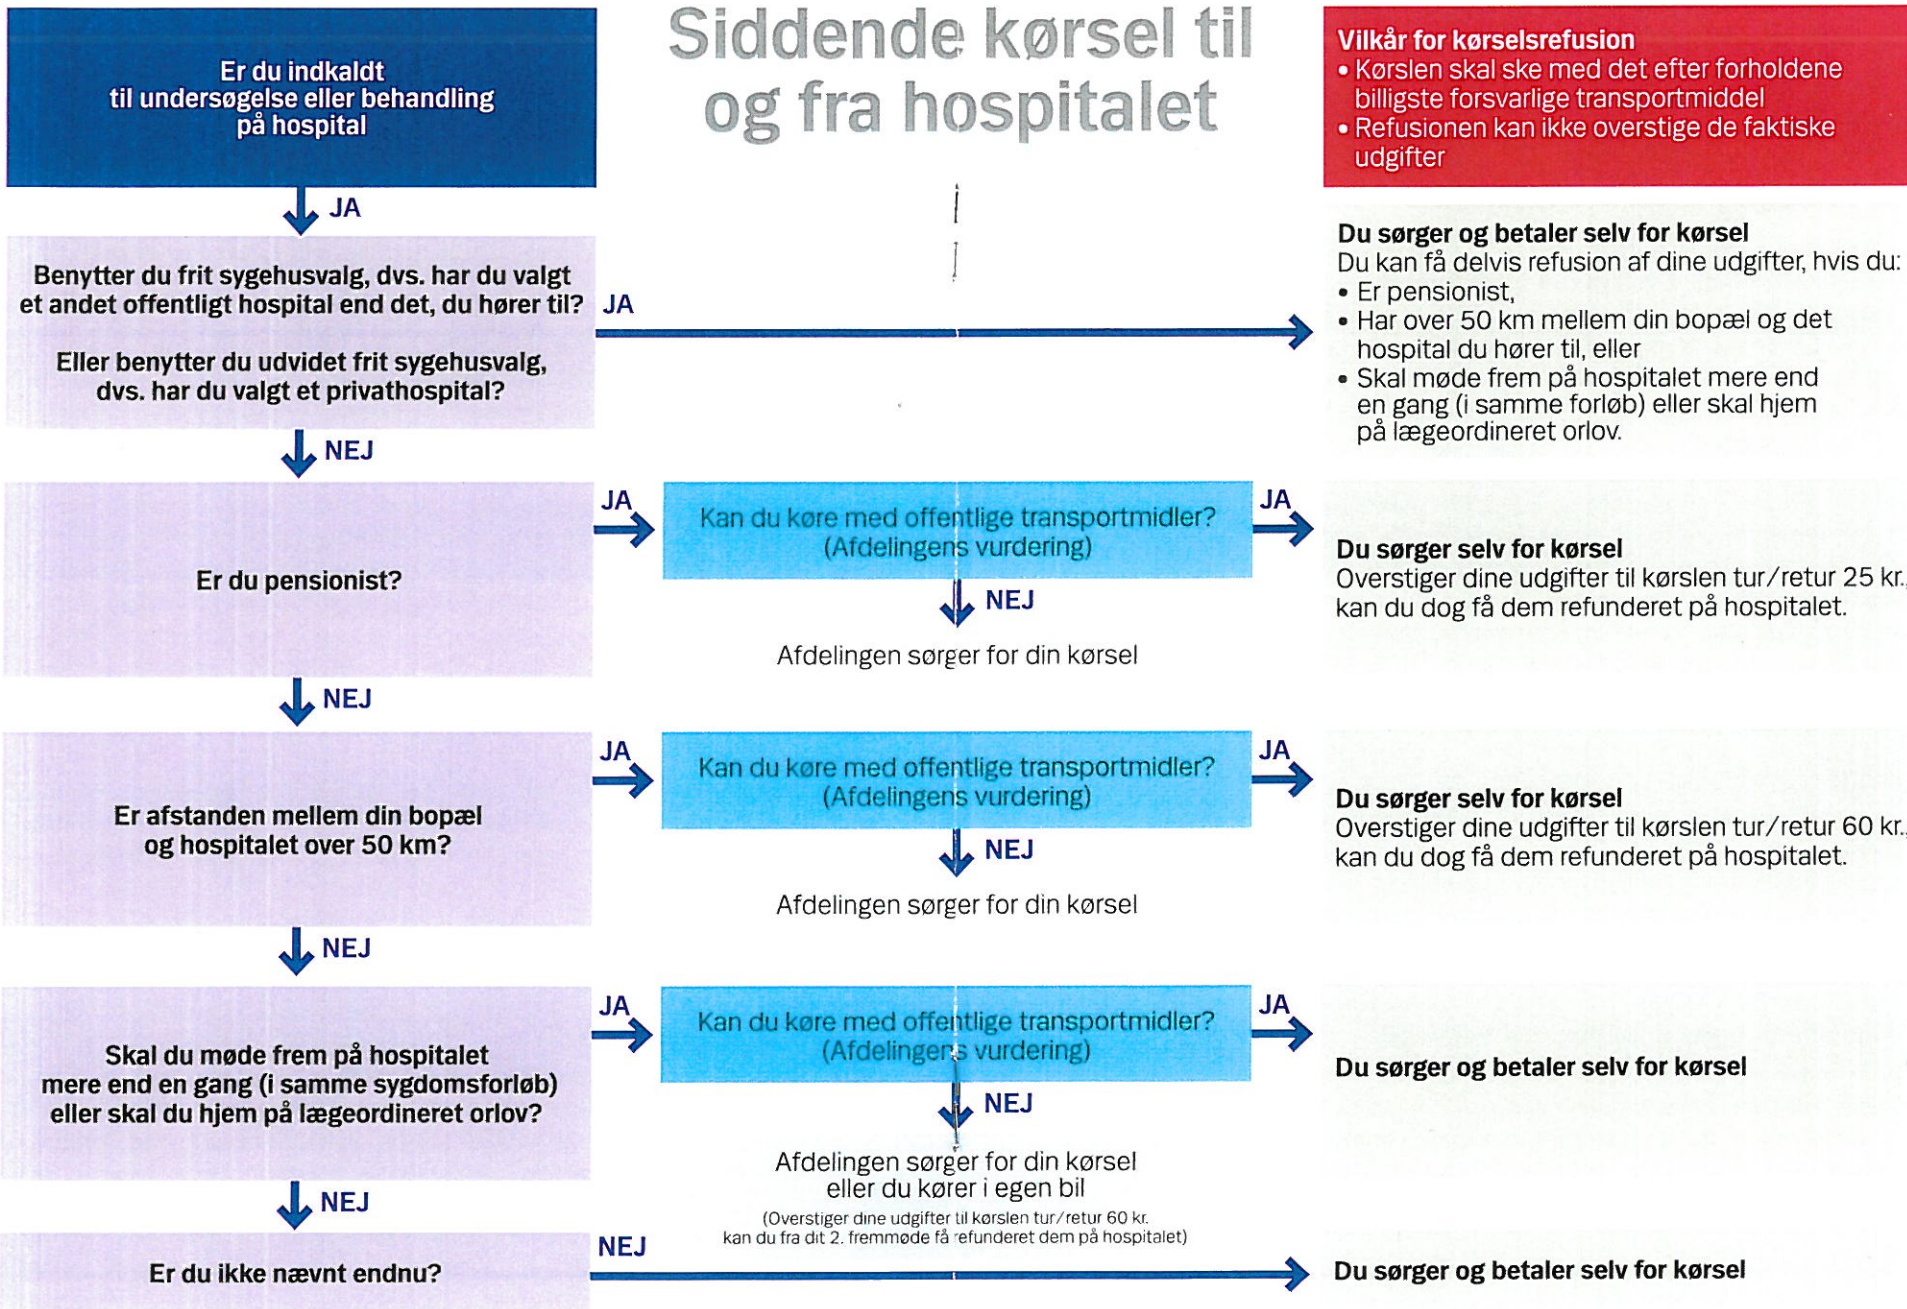 Siddende kørsel til
og fra hospitalet
Er du indkaldt
til undersøgelse eller behandling
på hospital
Vilkår for kørselsrefusion
• Kørslen skal ske med det efter forholdene
billigste forsvarlige transportmiddel
• Refusionen kan ikke overstige de faktiske
udgifter
JA
Benytter du frit sygehusvalg, dvs. har du valgt
et andet offentligt hospital end det, du hører til?
Eller benytter du udvidet frit sygehusvalg,
dvs. har du valgt et privathospital?
JA
Du sørger og betaler selv for kørsel
Du kan få delvis refusion af dine udgifter, hvis du:
• Er pensionist,
• Har over 50 km mellem din bopæl og det
hospital du hører til, eller
• Skal møde frem på hospitalet mere end
en gang (i samme forløb) eller skal hjem
på lægeordineret orlov.
NEJ
Er du pensionist?
JA
Kan du køre med offentlige transportmidler?
(Afdelingens vurdering)
JA
Du sørger selv for kørsel
Overstiger dine udgifter til kørslen tur/retur 25 kr.,
kan du dog få dem refunderet på hospitalet.
NEJ
Afdelingen sørger for din kørsel
NEJ
Er afstanden mellem din bopæl
og hospitalet over 50 km?
JA
Kan du køre med offentlige transportmidler?
(Afdelingens vurdering)
JA
Du sørger selv for kørsel
Overstiger dine udgifter til kørslen tur/retur 60 kr.,
kan du dog få dem refunderet på hospitalet.
NEJ
Afdelingen sørger for din kørsel
NEJ
Skal du møde frem på hospitalet
mere end en gang (i samme sygdomsforløb)
eller skal du hjem på lægeordineret orlov?
JA
Kan du køre med offentlige transportmidler?
(Afdelingens vurdering)
JA
Du sørger og betaler selv for kørsel
NEJ
Afdelingen sørger for din kørsel
eller du kører i egen bil
(Overstiger dine udgifter til kørslen tur/retur 60 kr.
kan du fra dit 2. fremmøde få refunderet dem på hospitalet)
NEJ
Er du ikke nævnt endnu?
NEJ
Du sørger og betaler selv for kørsel